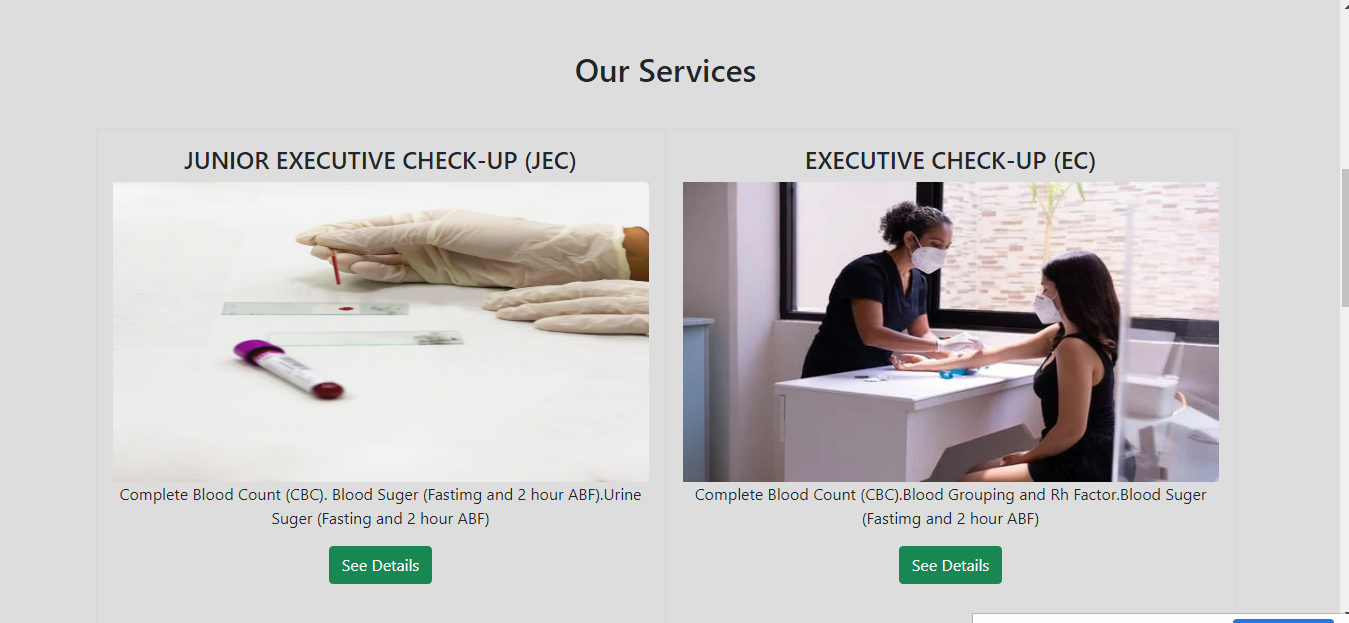 Our Services
JUNIOR EXECUTIVE CHECK-UP (JEC)
Complete Blood Count (CBC). Blood Suger (Fastimg and 2 hour ABF).Urine
Suger (Fasting and 2 hour ABF)
See Details
EXECUTIVE CHECK-UP (EC)
Complete Blood Count (CBC).Blood Grouping and Rh Factor.Blood Suger
(Fastimg and 2 hour ABF)
See Details